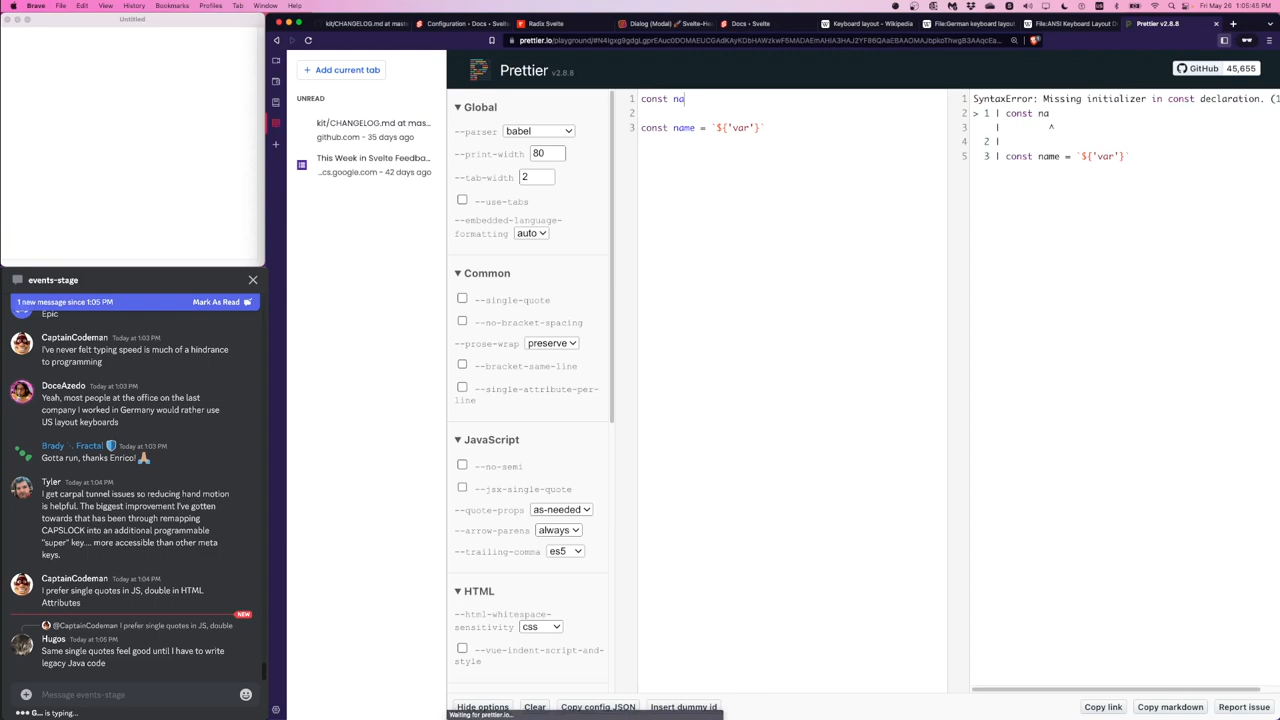 Brave File Edit View History Bookmarks Profiles Tab Window Help
Fri May 26 1:05:45 PM
Untitled
kit/CHANGELOG.md at maste
Configuration • Docs • Svelte
Radix Svelte
Dialog (Modal)
Docs • Svelte
Keyboard layout - Wikipedia
File:German keyboard layout
File:ANSI Keyboard Layout D
Prettier 2.8.8
prettier.io/playground/
+ Add current tab
UNREAD
kit/CHANGELOG.md at mas...
github.com - 35 days ago
This Week in Svelte Feedba...
...cs.google.com - 42 days ago
Prettier v2.8.8
GitHub 45,655
Global
--parser babel
--print-width 80
--tab-width 2
--use-tabs
--embedded-language-
formatting auto
Common
--single-quote
--no-bracket-spacing
--prose-wrap preserve
--bracket-same-line
--single-attribute-per-
line
JavaScript
--no-semi
--jsx-single-quote
--quote-props as-needed
--arrow-parens always
--trailing-comma es5
HTML
--html-whitespace-
sensitivity css
--vue-indent-script-and-
style
1 const na
2
3 const name = `${'var'}`
1 SyntaxError: Missing initializer in const declaration. (1
2 > 1 | const na
3 | ^
4 2 |
5 3 | const name = `${'var'}`
Hide options
Clear
Copy config JSON
Insert dummy id
Copy link
Copy markdown
Report issue
Waiting for prettier.io...
events-stage
1 new message since 1:05 PM Mark As Read
Epic
CaptainCodeman Today at 1:03 PM
I've never felt typing speed is much of a hindrance
to programming
DoceAzedo Today at 1:03 PM
Yeah, most people at the office on the last
company I worked in Germany would rather use
US layout keyboards
Brady Fractal Today at 1:03 PM
Gotta run, thanks Enrico!
Tyler Today at 1:04 PM
I get carpal tunnel issues so reducing hand motion
is helpful. The biggest improvement I've gotten
towards that has been through remapping
CAPSLOCK into an additional programmable
"super" key.... more accessible than other meta
keys.
CaptainCodeman Today at 1:04 PM
I prefer single quotes in JS, double in HTML
Attributes
NEW
@CaptainCodeman I prefer single quotes in JS, double
Hugos Today at 1:05 PM
Same single quotes feel good until I have to write
legacy Java code
Message events-stage
G... is typing...